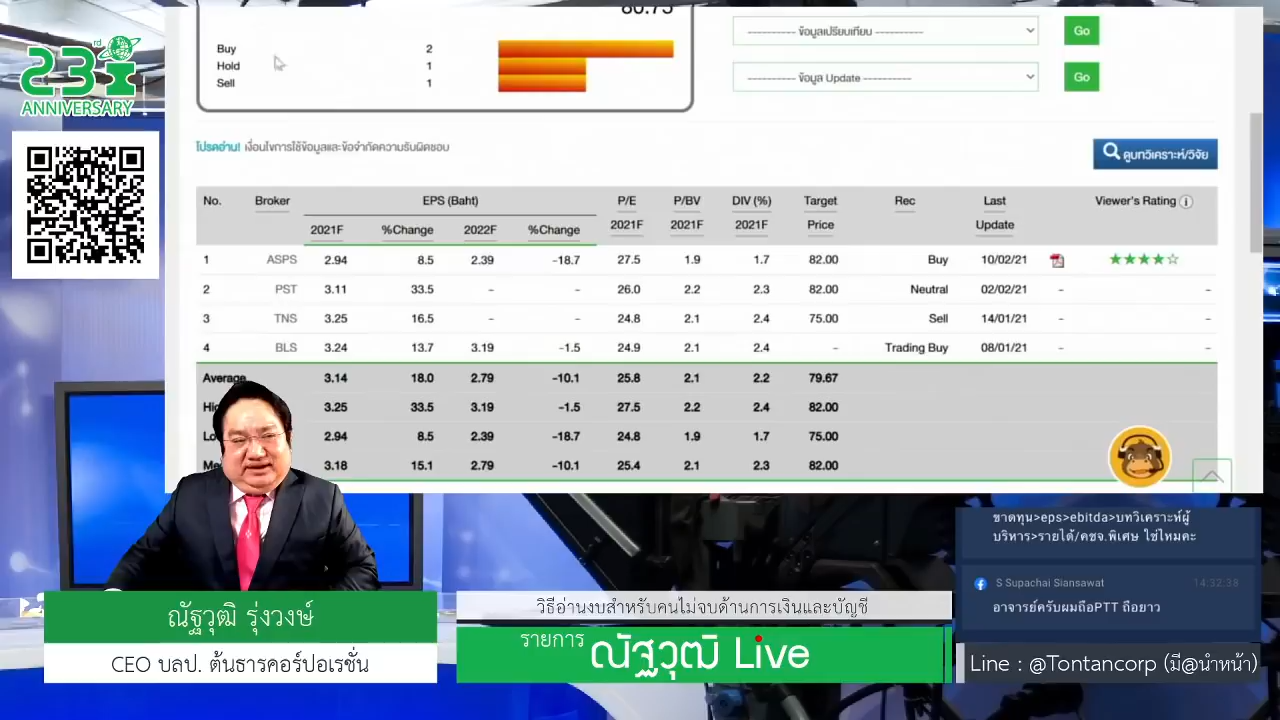 23rd i
ANNIVERSARY
80.75
Buy 2
Hold 1
Sell 1
---------- ข้อมูลเปรียบเทียบ ---------- Go
---------- ข้อมูล Update ---------- Go
โปรดอ่าน! เงื่อนไขการใช้ข้อมูลและข้อจำกัดความรับผิดชอบ
ดูบทวิเคราะห์/วิจัย
No. Broker EPS (Baht) P/E P/BV DIV (%) Target Rec Last Viewer's Rating
2021F %Change 2022F %Change 2021F 2021F 2021F Price Update
1 ASPS 2.94 8.5 2.39 -18.7 27.5 1.9 1.7 82.00 Buy 10/02/21
2 PST 3.11 33.5 - - 26.0 2.2 2.3 82.00 Neutral 02/02/21 - -
3 TNS 3.25 16.5 - - 24.8 2.1 2.4 75.00 Sell 14/01/21 - -
4 BLS 3.24 13.7 3.19 -1.5 24.9 2.1 2.4 - Trading Buy 08/01/21 - -
Average 3.14 18.0 2.79 -10.1 25.8 2.1 2.2 79.67
3.25 33.5 3.19 -1.5 27.5 2.2 2.4 82.00
2.94 8.5 2.39 -18.7 24.8 1.9 1.7 75.00
3.18 15.1 2.79 -10.1 25.4 2.1 2.3 82.00
ขาดทุน>eps>ebitda>บทวิเคราะห์ผู้
บริหาร>รายได้/คชจ.พิเศษ ใช่ไหมคะ
S Supachai Siansawat 14:32:38
อาจารย์ครับผมถือPTT ถือยาว
ณัฐวุฒิ รุ่งวงษ์
CEO บลป. ต้นธารคอร์ปอเรชั่น
วิธีอ่านงบสำหรับคนไม่จบด้านการเงินและบัญชี
รายการ ณัฐวุฒิ Live
Line : @Tontancorp (มี@นำหน้า)